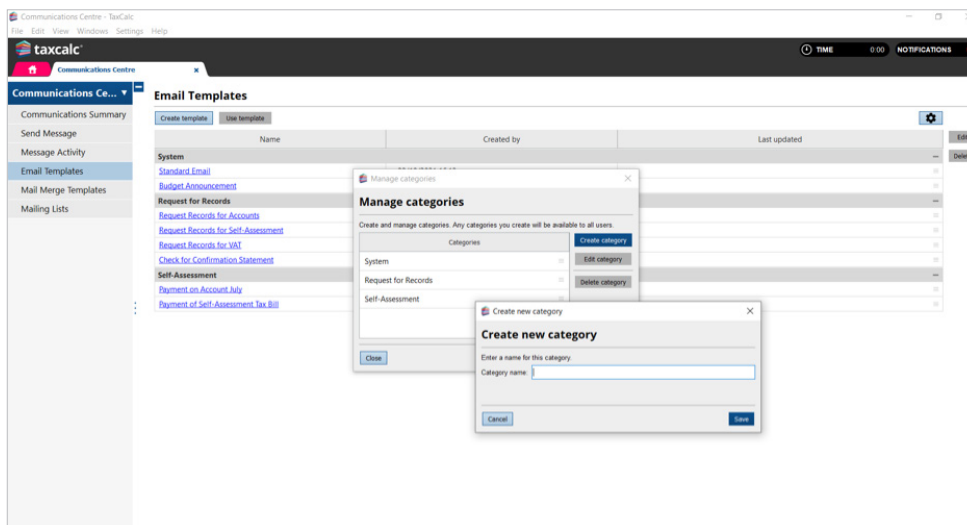 Communications Centre - TaxCalc
File Edit View Windows Settings Help
taxcalc
TIME 0:00 NOTIFICATIONS
Communications Centre
Communications Ce...
Email Templates
Communications Summary
Send Message
Message Activity
Email Templates
Mail Merge Templates
Mailing Lists
Create template Use template
Name Created by Last updated
System
Standard Email
Budget Announcement
Request for Records
Request Records for Accounts
Request Records for Self-Assessment
Request Records for VAT
Check for Confirmation Statement
Self-Assessment
Payment on Account July
Payment of Self-Assessment Tax Bill
Manage categories
Manage categories
Create and manage categories. Any categories you create will be available to all users.
Categories
System
Request for Records
Self-Assessment
Create category
Edit category
Delete category
Close
Create new category
Create new category
Enter a name for this category
Category name:
Cancel Save